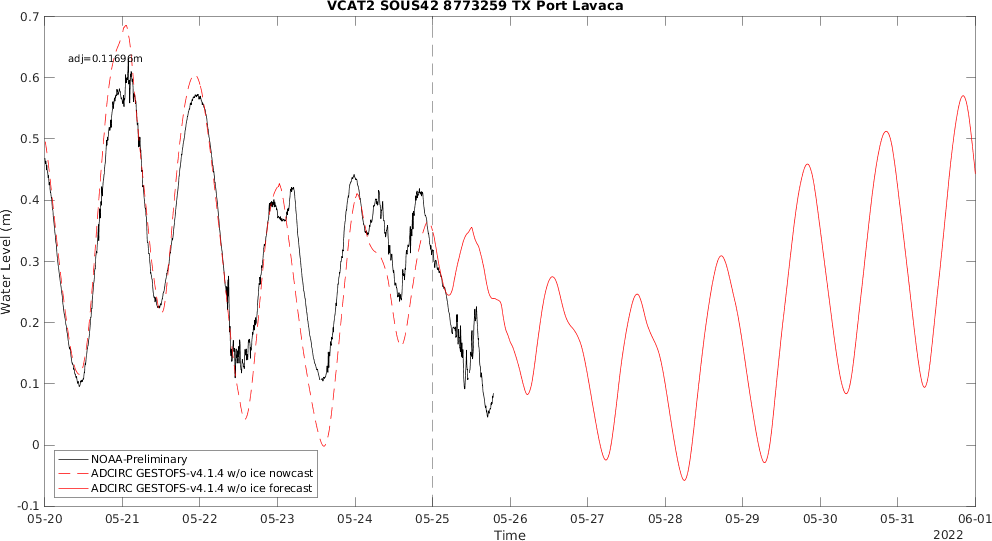 VCAT2 SOUS42 8773259 TX Port Lavaca
adj=0.11696m
Water Level (m)
0.7
0.6
0.5
0.4
0.3
0.2
0.1
0
-0.1
NOAA-Preliminary
ADCIRC GESTOFS-v4.1.4 w/o ice nowcast
ADCIRC GESTOFS-v4.1.4 w/o ice forecast
05-20 05-21 05-22 05-23 05-24 05-25 05-26 05-27 05-28 05-29 05-30 05-31 06-01
Time
2022